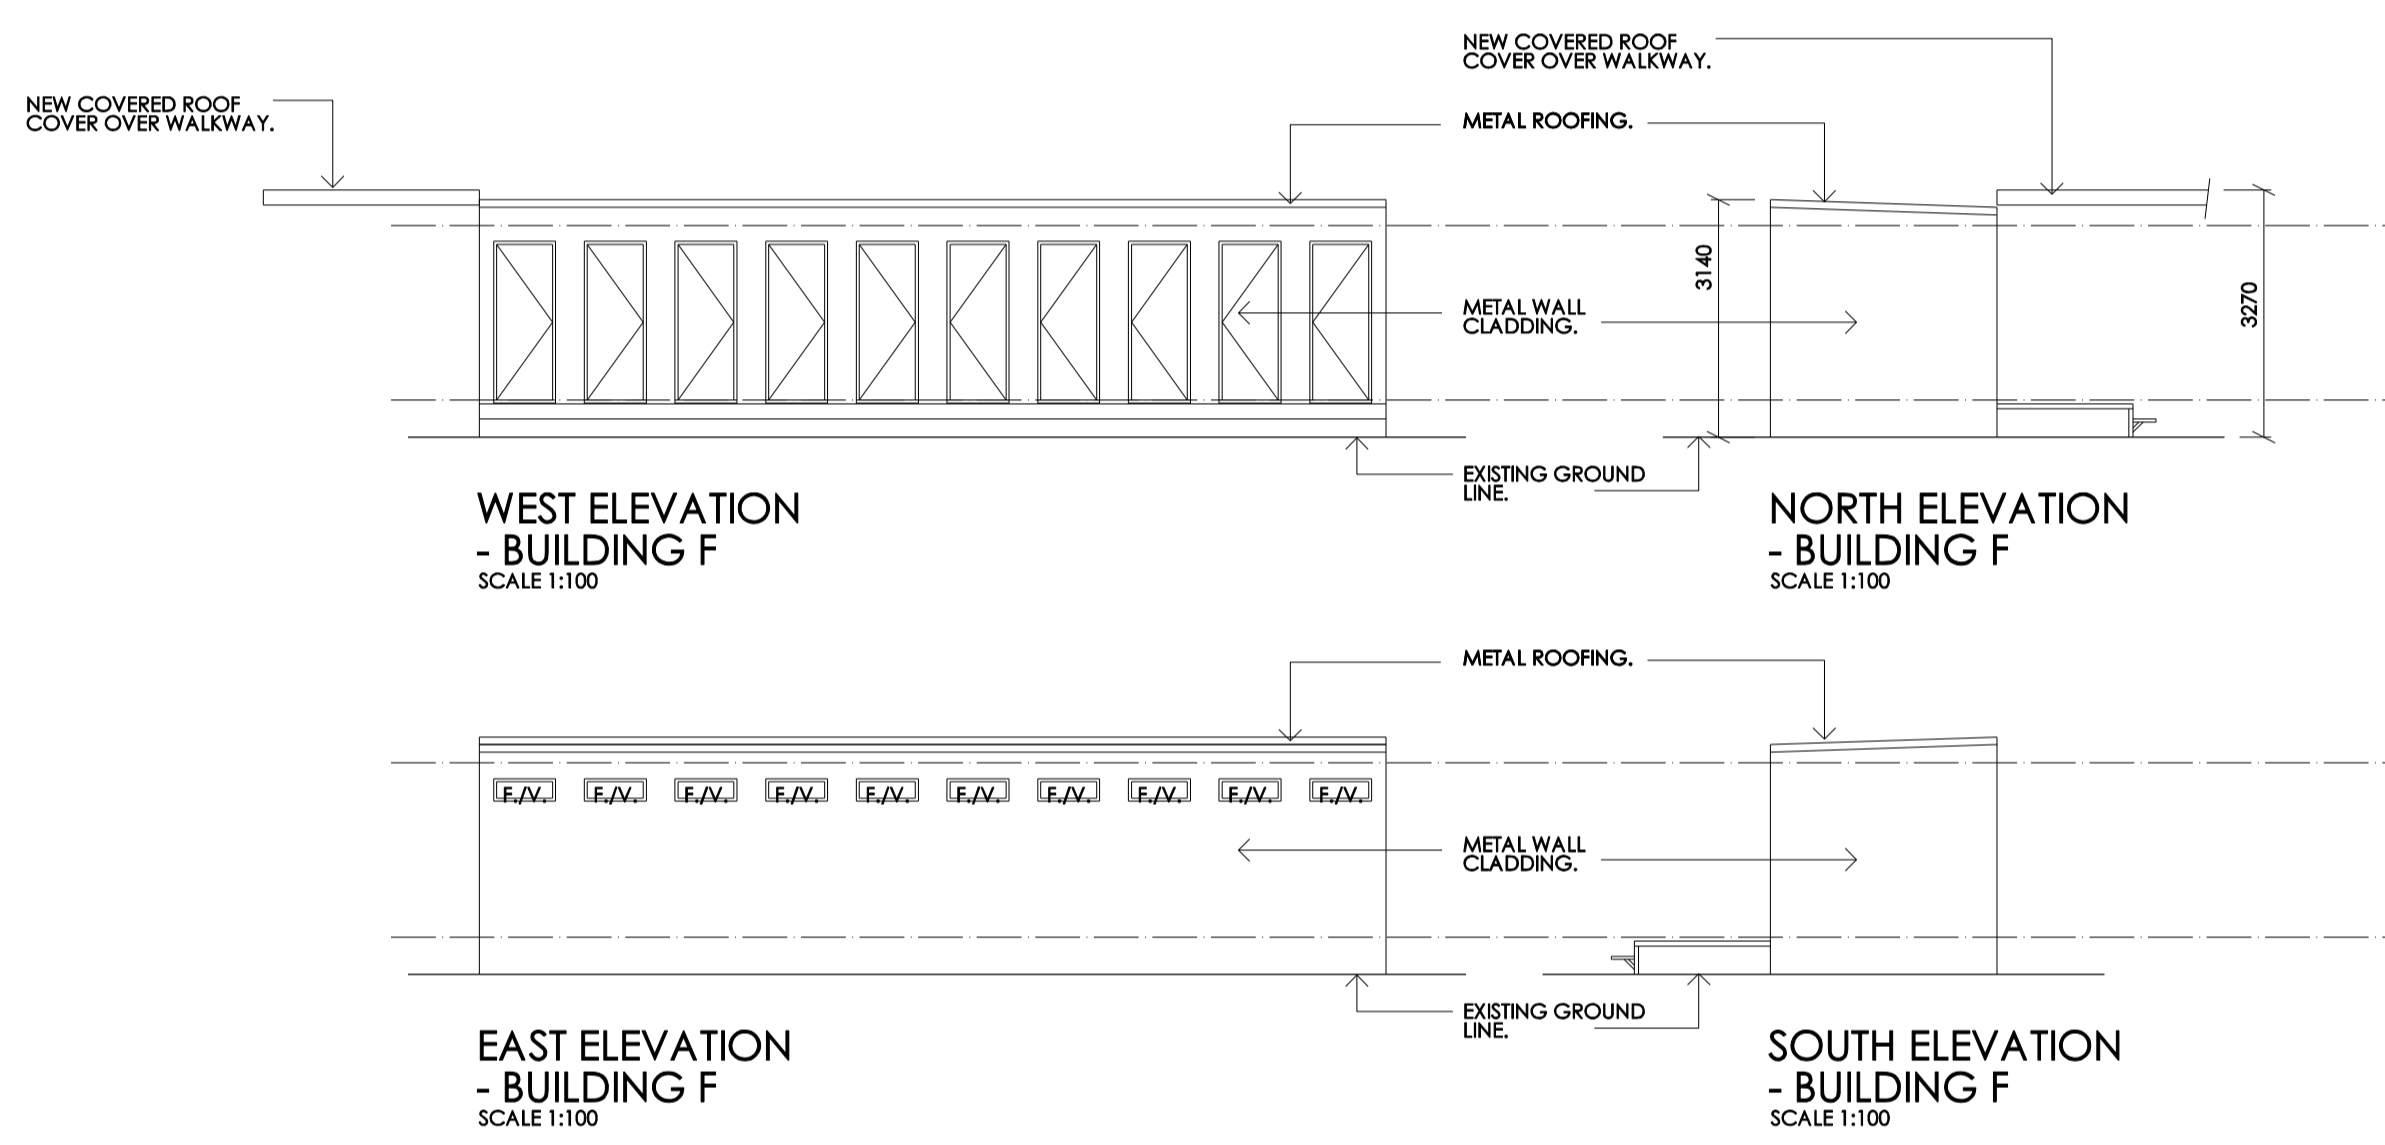 NEW COVERED ROOF
COVER OVER WALKWAY.
NEW COVERED ROOF
COVER OVER WALKWAY.
METAL ROOFING.
3140
METAL WALL
CLADDING.
3270
EXISTING GROUND
LINE.
WEST ELEVATION
- BUILDING F
SCALE 1:100
NORTH ELEVATION
- BUILDING F
SCALE 1:100
METAL ROOFING.
F./V. F./V. F./V. F./V. F./V. F./V. F./V. F./V. F./V. F./V.
METAL WALL
CLADDING.
EXISTING GROUND
LINE.
EAST ELEVATION
- BUILDING F
SCALE 1:100
SOUTH ELEVATION
- BUILDING F
SCALE 1:100